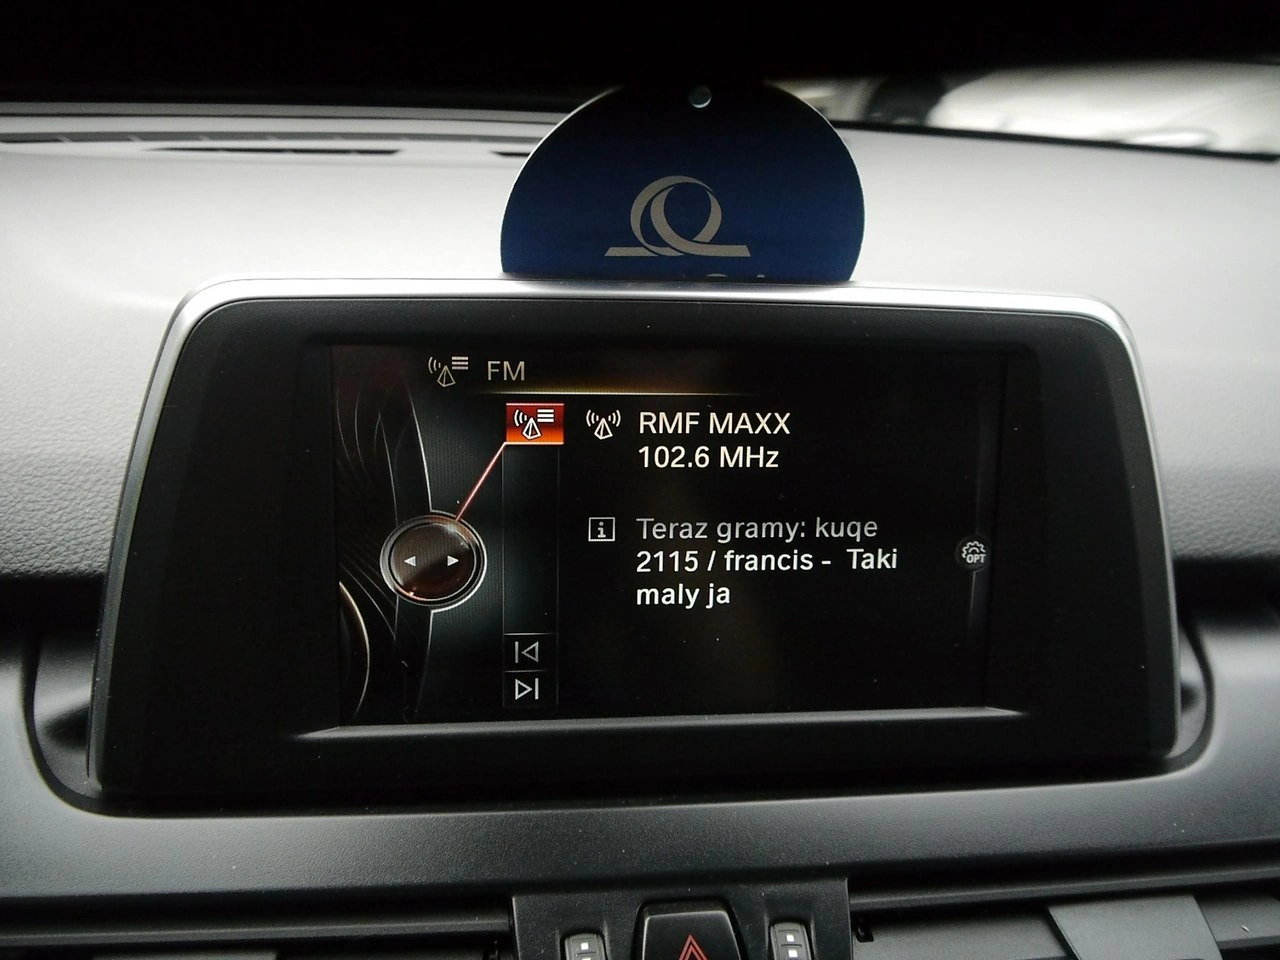 FM
RMF MAXX
102.6 MHz
Teraz gramy: kuqe
2115 / francis - Taki
maly ja
OPT